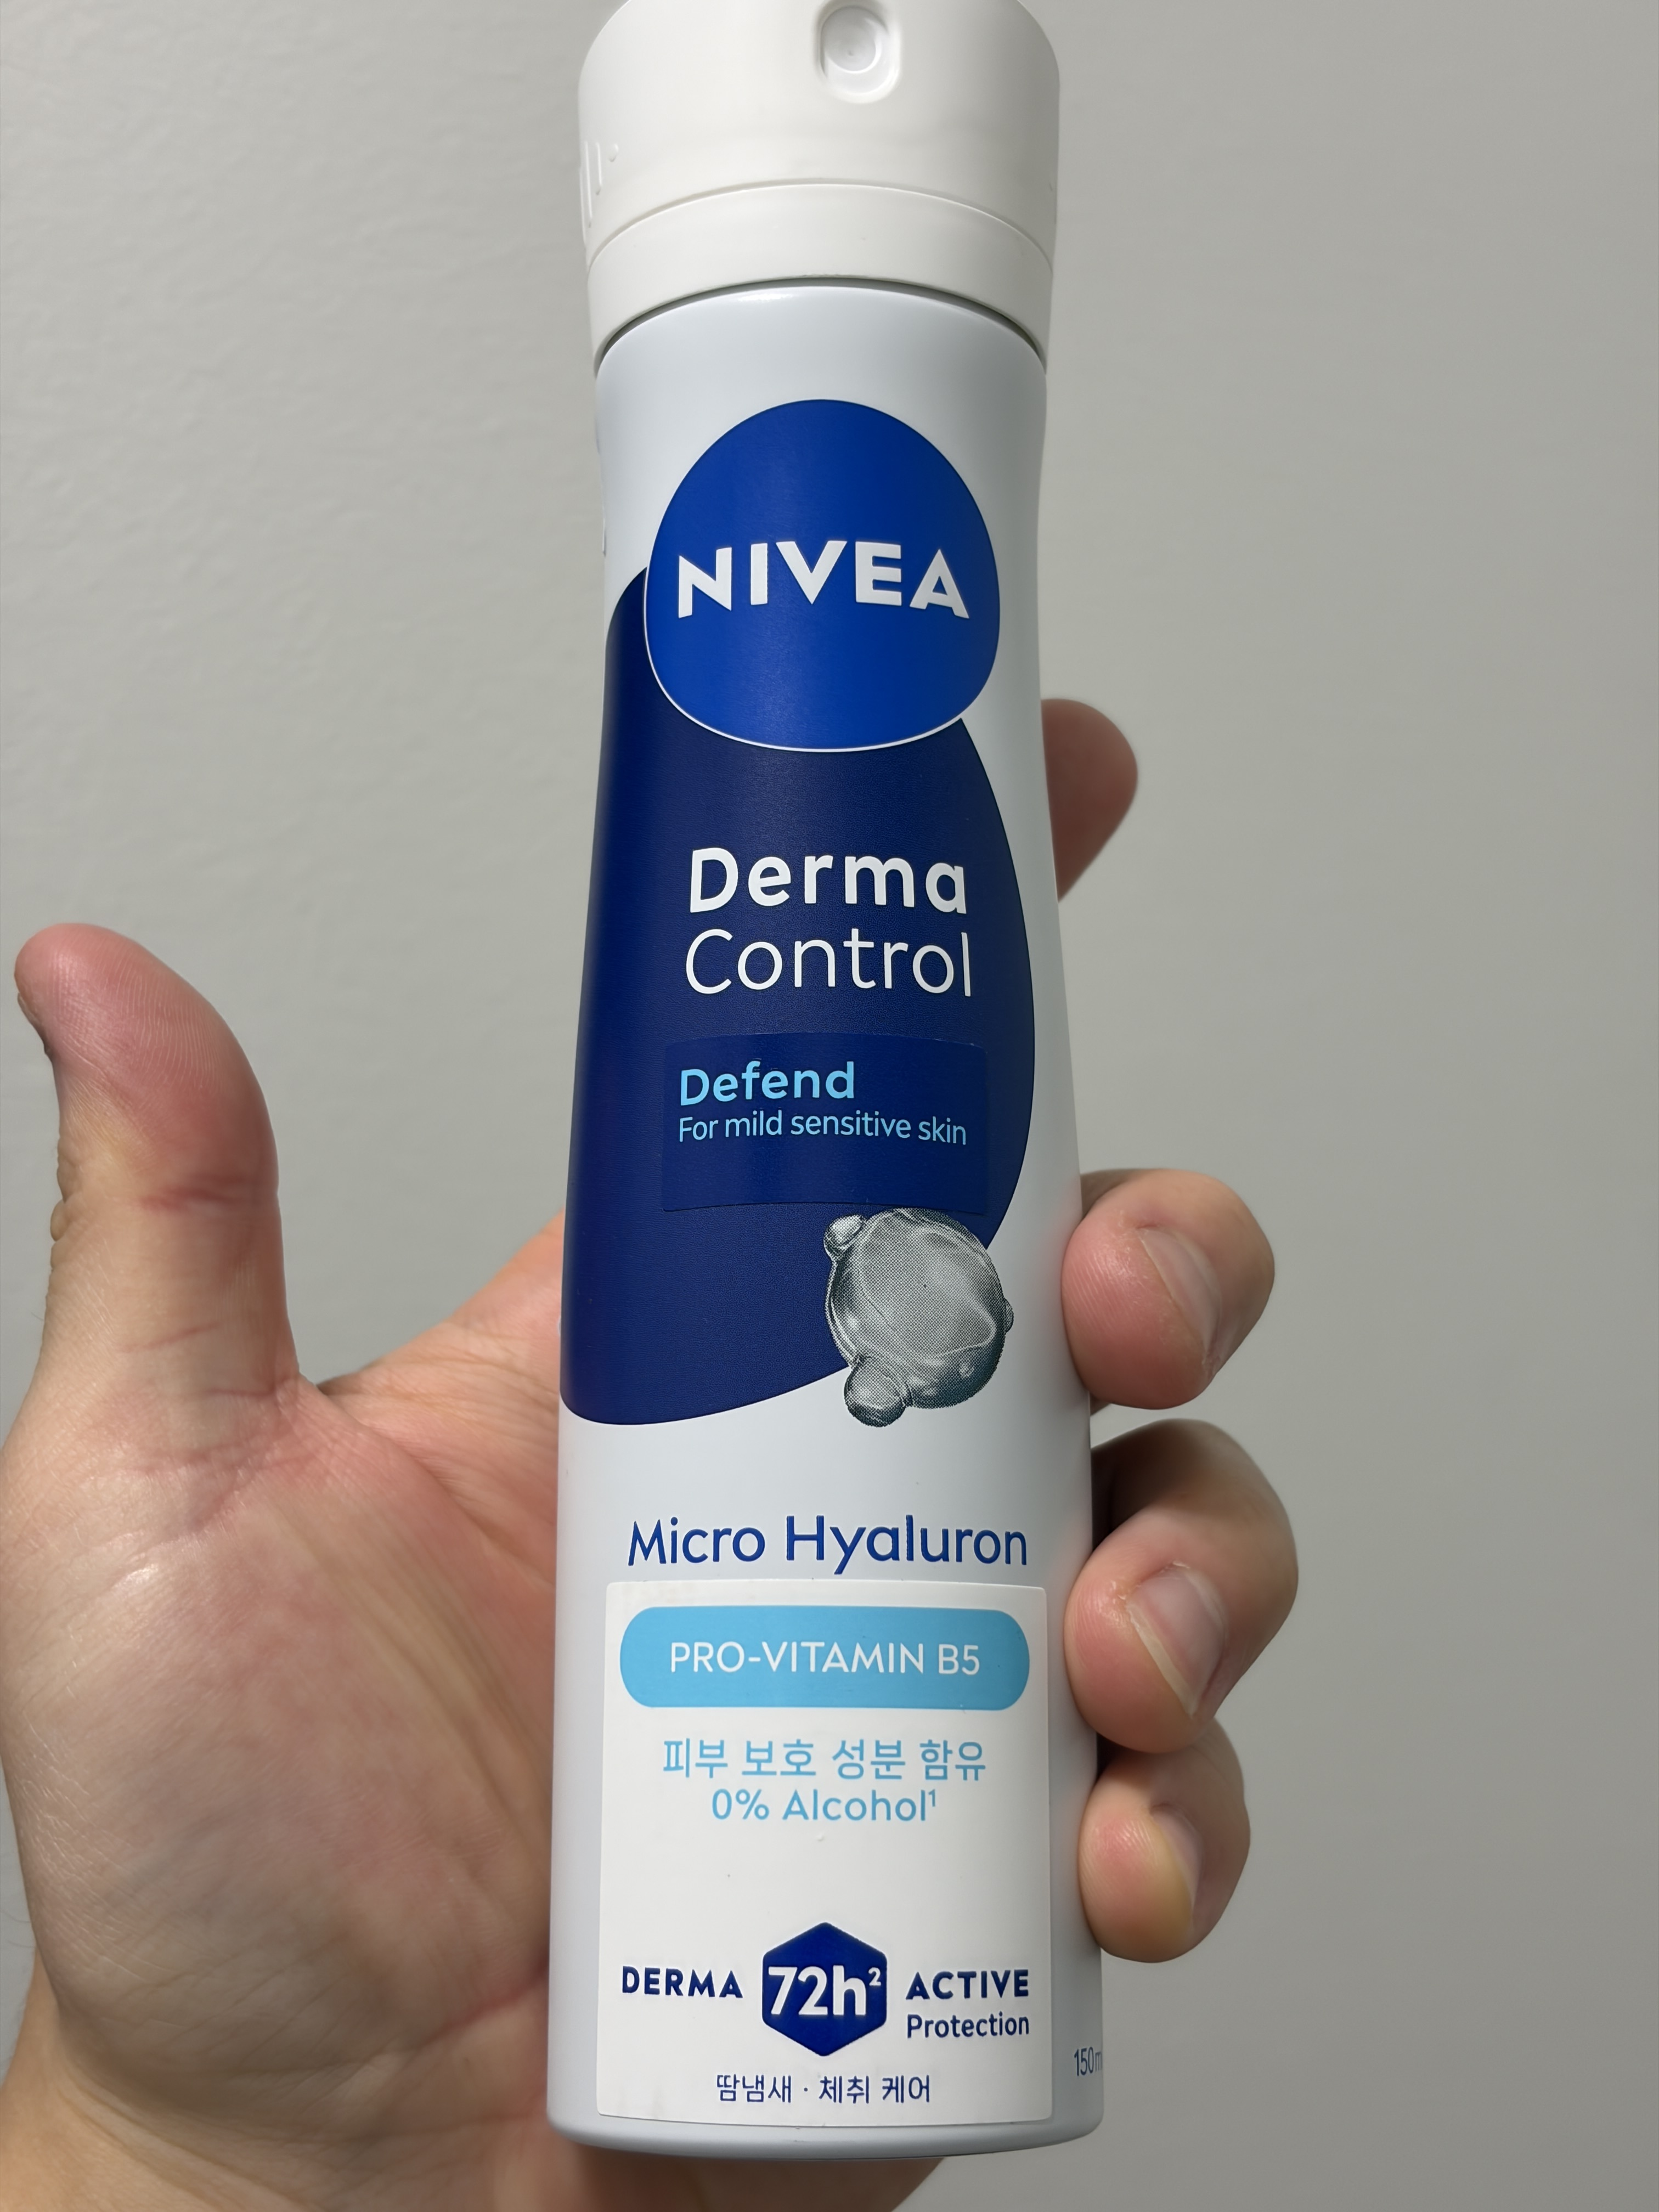 NIVEA
Derma
Control
Defend
For mild sensitive skin
Micro Hyaluron
PRO-VITAMIN B5
피부 보호 성분 함유
0% Alcohol¹
DERMA 72h² ACTIVE
Protection
땀냄새 · 체취 케어